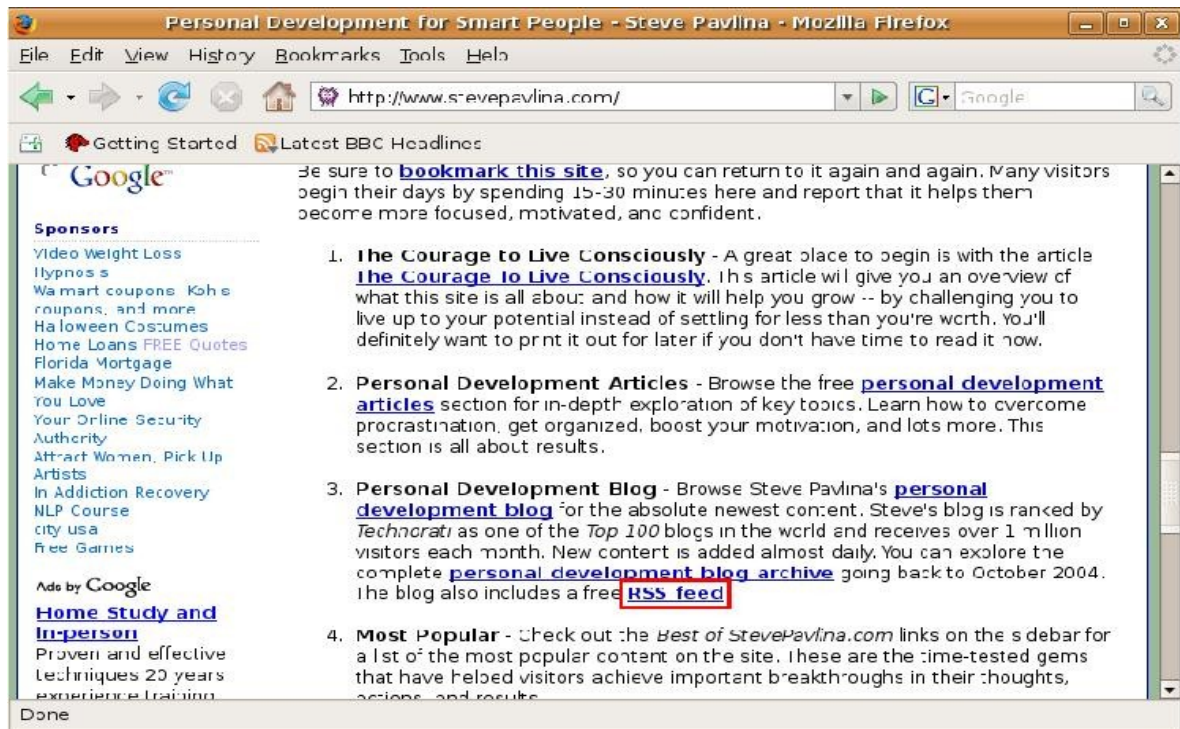 Personal Development for Smart People - Steve Pavlina - Mozilla Firefox
File Edit View History Bookmarks Tools Help
http://www.stevepavlina.com/
G Google
Getting Started Latest BBC Headlines
Google™
Sponsors
Video Weight Loss
Hypnosis
Walmart coupons, Kohls
coupons, and more
Halloween Costumes
Home Loans FREE Quotes
Florida Mortgage
Make Money Doing What
You Love
Your Online Security
Authority
Attract Women, Pick Up
Artists
In Addiction Recovery
NLP Course
city usa
Free Games
Ads by Google
Home Study and
In-person
Proven and effective
techniques 20 years
experience training
Be sure to bookmark this site, so you can return to it again and again. Many visitors
begin their days by spending 15-30 minutes here and report that it helps them
become more focused, motivated, and confident.
1. The Courage to Live Consciously - A great place to begin is with the article
The Courage To Live Consciously. This article will give you an overview of
what this site is all about and how it will help you grow -- by challenging you to
live up to your potential instead of settling for less than you're worth. You'll
definitely want to print it out for later if you don't have time to read it now.
2. Personal Development Articles - Browse the free personal development
articles section for in-depth exploration of key topics. Learn how to overcome
procrastination, get organized, boost your motivation, and lots more. This
section is all about results.
3. Personal Development Blog - Browse Steve Pavlina's personal
development blog for the absolute newest content. Steve's blog is ranked by
Technorati as one of the Top 100 blogs in the world and receives over 1 million
visitors each month. New content is added almost daily. You can explore the
complete personal development blog archive going back to October 2004.
The blog also includes a free RSS feed
4. Most Popular - Check out the Best of StevePavlina.com links on the sidebar for
a list of the most popular content on the site. These are the time-tested gems
that have helped visitors achieve important breakthroughs in their thoughts,
actions, and results.
Done